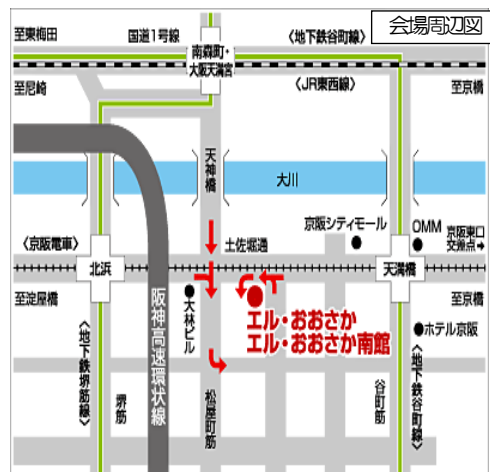 会場周辺図
至東梅田
国道1号線
〈地下鉄谷町線〉
南森町・
大阪天満宮
至尼崎
〈JR東西線〉
至京橋
天神橋
大川
京阪シティモール
OMM
京阪東口
交差点→
〈京阪電車〉
土佐堀通
北浜
天満橋
至淀屋橋
大林ビル
エル・おおさか
エル・おおさか南館
至京橋
ホテル京阪
阪神高速環状線
〈地下鉄堺筋線〉
堺筋
松屋町筋
谷町筋
〈地下鉄谷町線〉